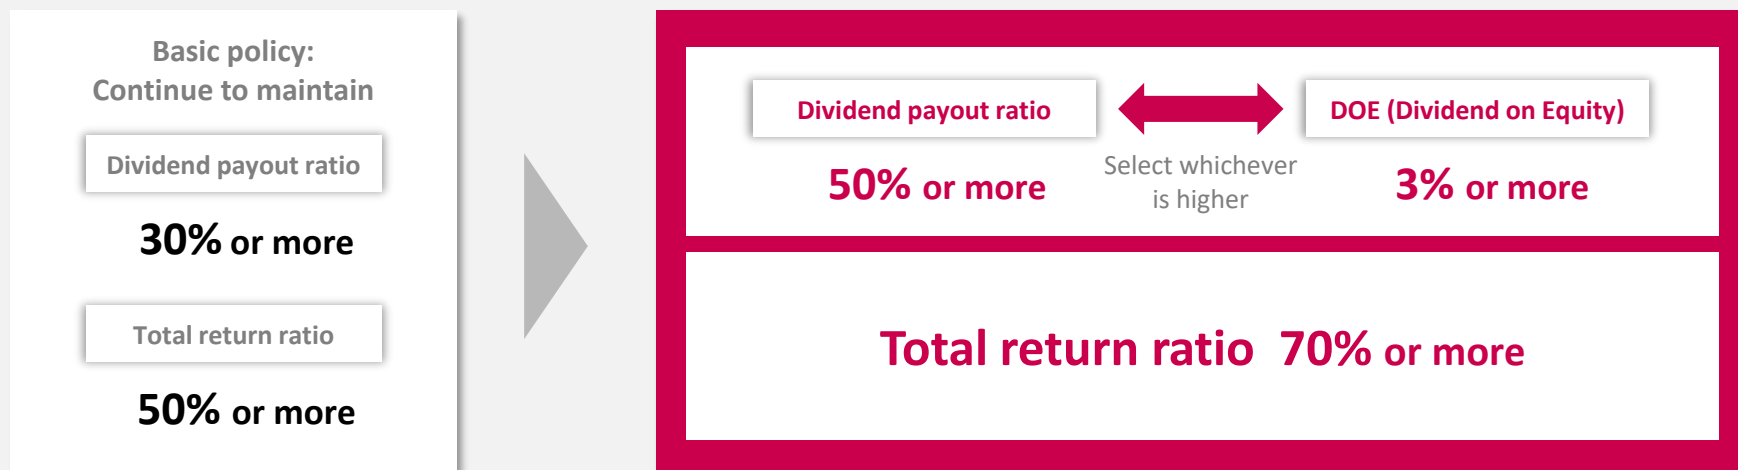 Basic policy:
Continue to maintain
Dividend payout ratio
30% or more
Total return ratio
50% or more
Dividend payout ratio
50% or more
Select whichever
is higher
DOE (Dividend on Equity)
3% or more
Total return ratio 70% or more